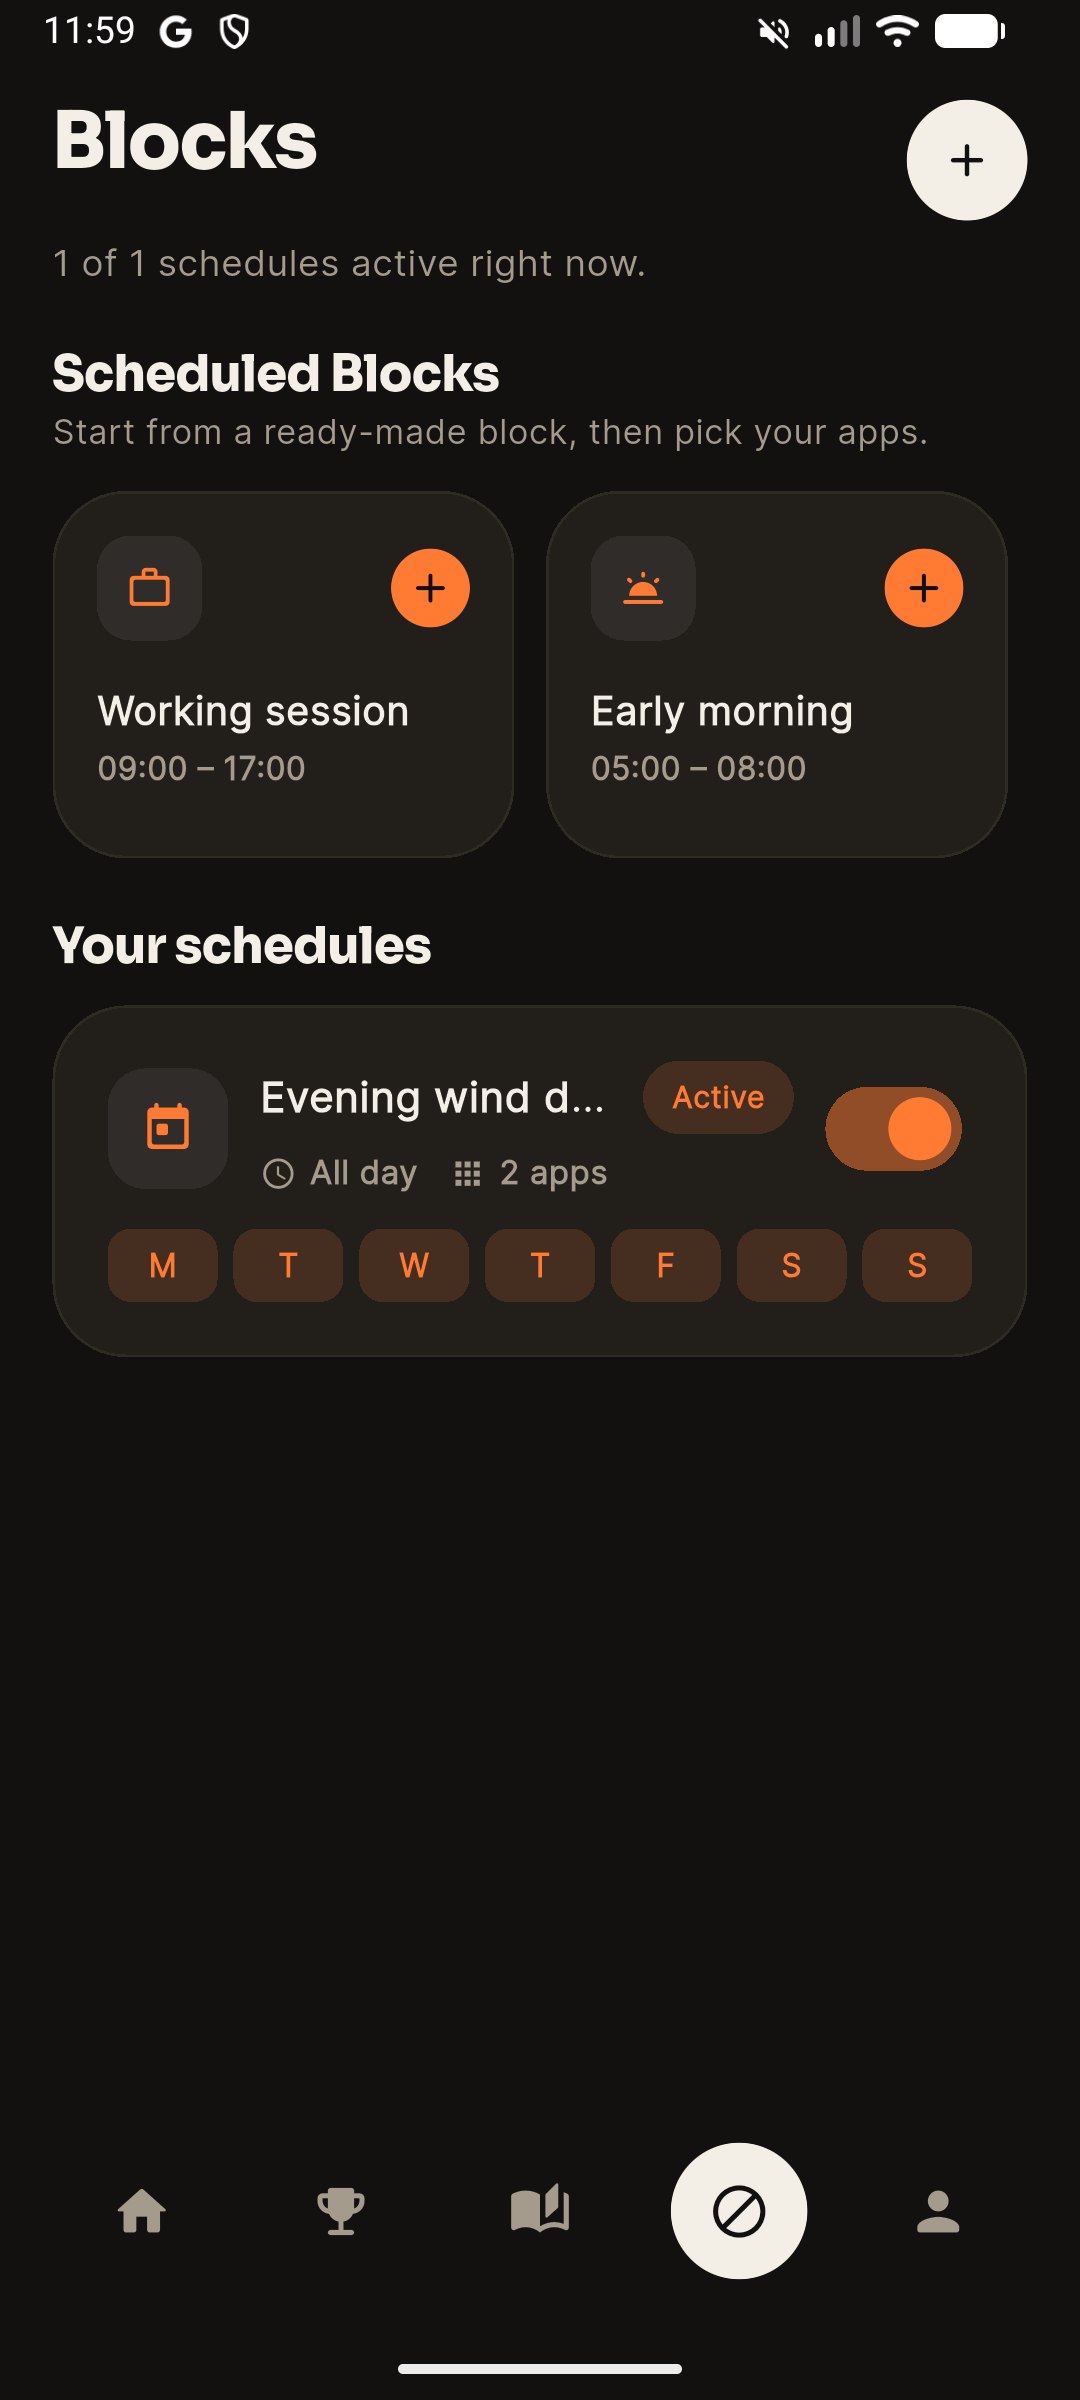 11:59
Blocks
1 of 1 schedules active right now.
Scheduled Blocks
Start from a ready-made block, then pick your apps.
Working session
09:00 – 17:00
Early morning
05:00 – 08:00
Your schedules
Evening wind d...
Active
All day
2 apps
M T W T F S S